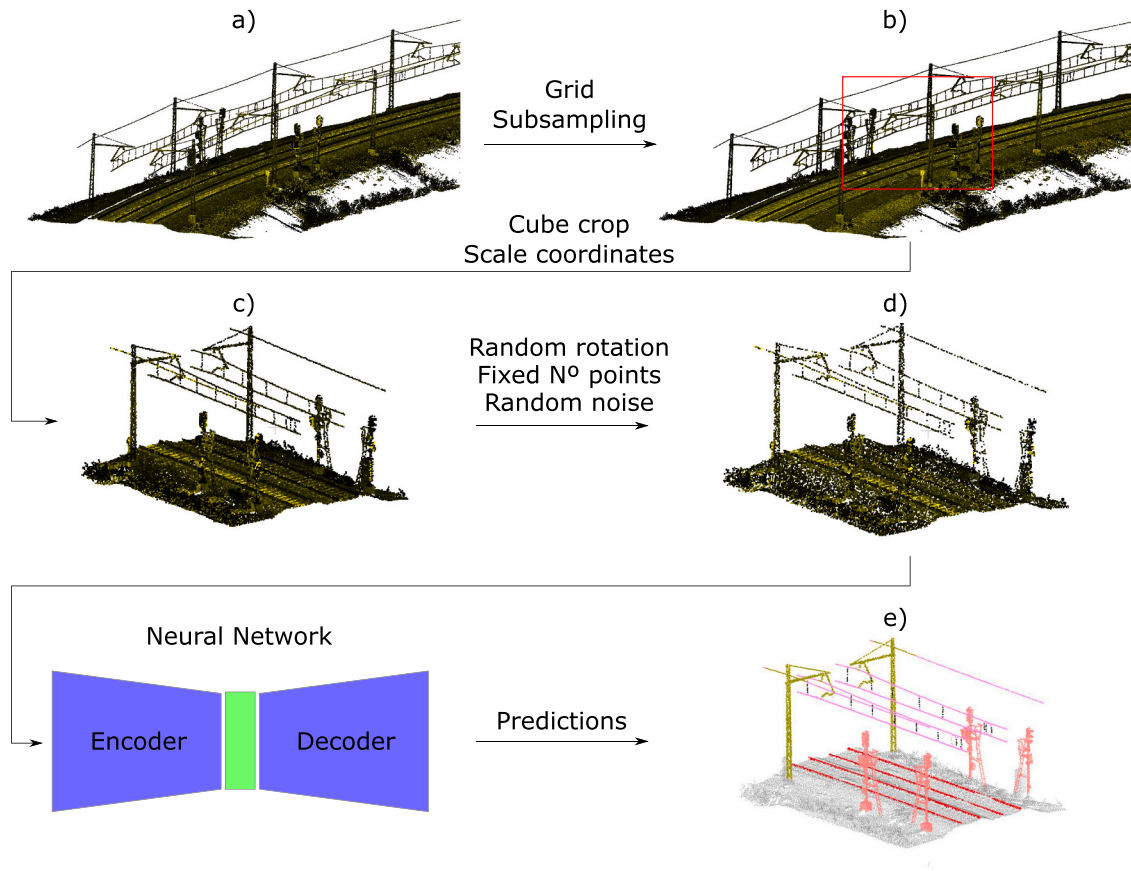 a)
b)
Grid
Subsampling
Cube crop
Scale coordinates
c)
d)
Random rotation
Fixed Nº points
Random noise
Neural Network
e)
Encoder
Decoder
Predictions